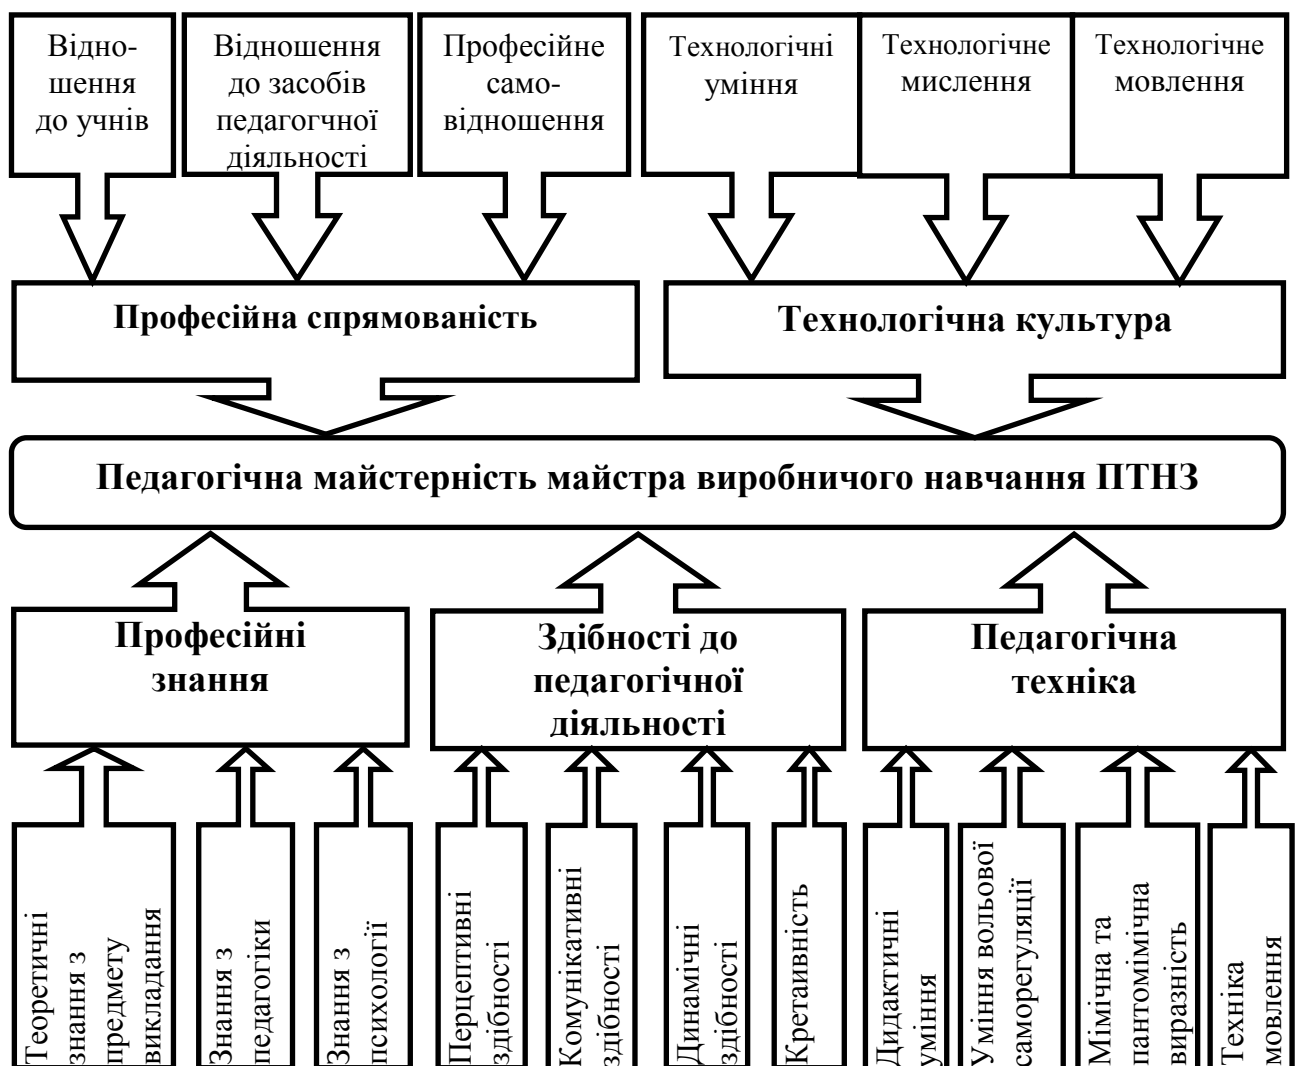 Відно-
шення
до учнів
Відношення
до засобів
педагогчної
діяльності
Професійне
само-
відношення
Технологічні
уміння
Технологічне
мислення
Технологічне
мовлення
Професійна спрямованість
Технологічна культура
Педагогічна майстерність майстра виробничого навчання ПТНЗ
Професійні
знання
Здібності до
педагогічної
діяльності
Педагогічна
техніка
Теоретичні
знання з
предмету
викладання
Знання з
педагогіки
Знання з
психології
Перцептивні
здібності
Комунікативні
здібності
Динамічні
здібності
Кретаивність
Дидактичні
уміння
Уміння вольової
саморегуляції
Мімічна та
пантомімічна
виразність
Техніка
мовлення